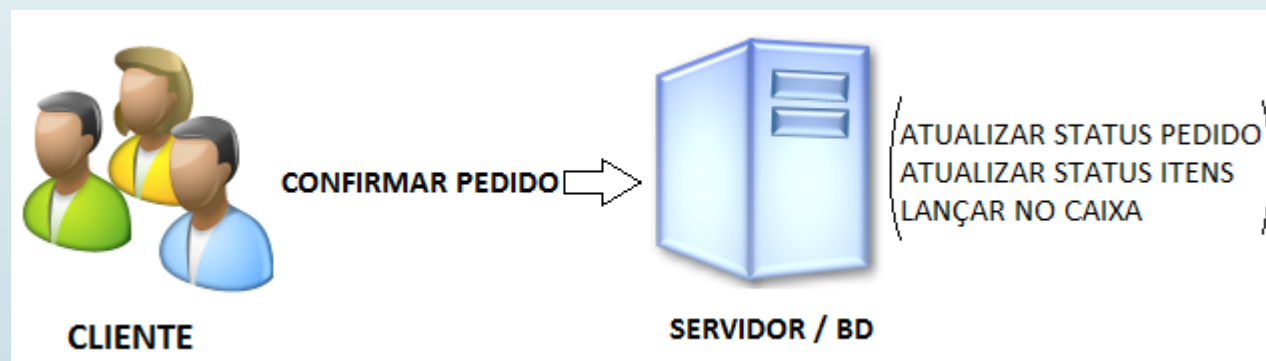 CONFIRMAR PEDIDO
ATUALIZAR STATUS PEDIDO
ATUALIZAR STATUS ITENS
LANÇAR NO CAIXA
CLIENTE
SERVIDOR / BD